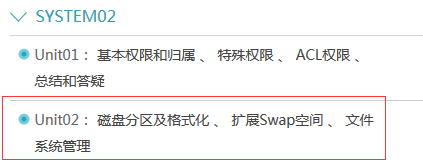 SYSTEM02
Unit01： 基本权限和归属 、 特殊权限 、 ACL权限 、
总结和答疑
Unit02： 磁盘分区及格式化 、 扩展Swap空间 、 文件
系统管理